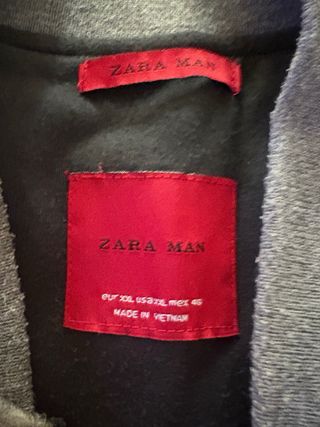 ZARA MAN
ZARA MAN
eur XXL usa XXL mex 46
MADE IN VIETNAM